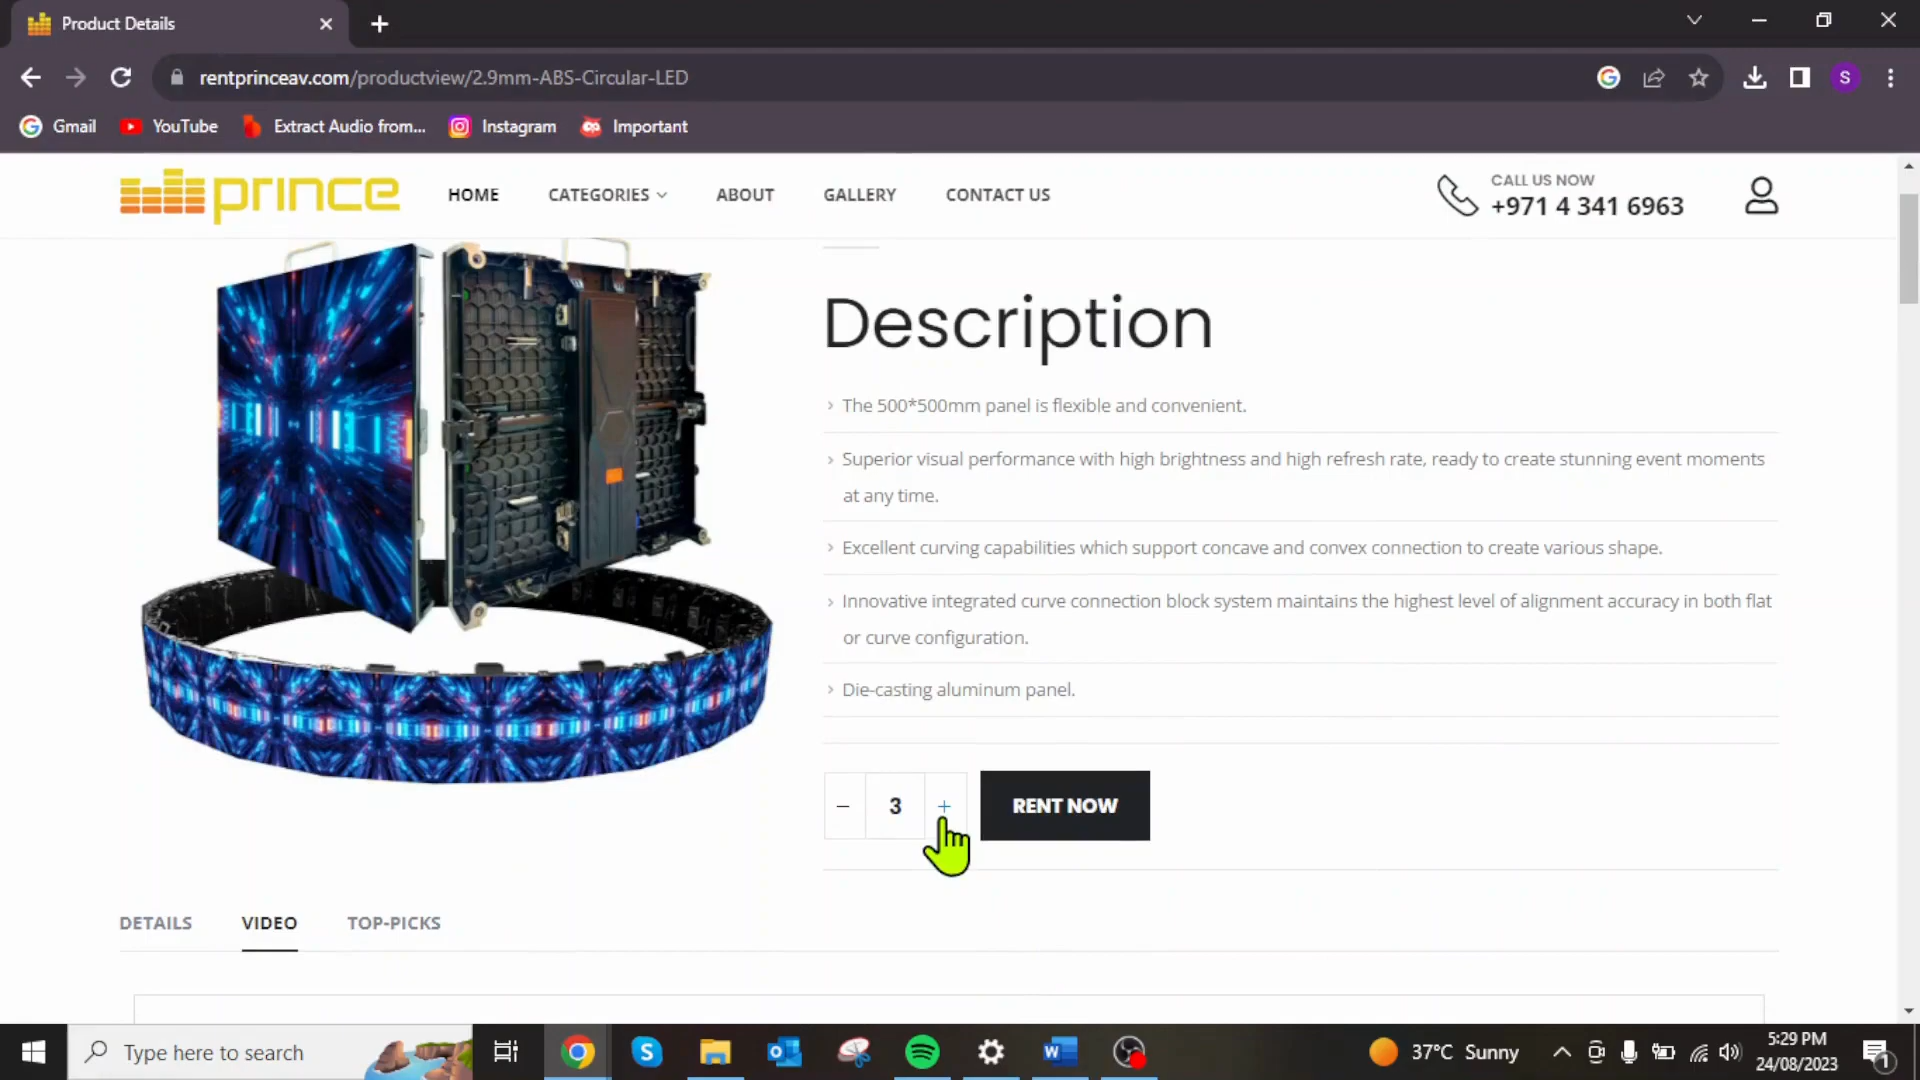 Product Details
rentprinceav.com/productview/2.9mm-ABS-Circular-LED
S
Gmail
YouTube
Extract Audio from...
Instagram
Important
prince
HOME
CATEGORIES
ABOUT
GALLERY
CONTACT US
CALL US NOW
+971 4 341 6963
Description
The 500*500mm panel is flexible and convenient.
Superior visual performance with high brightness and high refresh rate, ready to create stunning event moments
at any time.
Excellent curving capabilities which support concave and convex connection to create various shape.
Innovative integrated curve connection block system maintains the highest level of alignment accuracy in both flat
or curve configuration.
Die-casting aluminum panel.
− 3 +
RENT NOW
DETAILS
VIDEO
TOP-PICKS
Type here to search
37°C Sunny
5:29 PM
24/08/2023
1